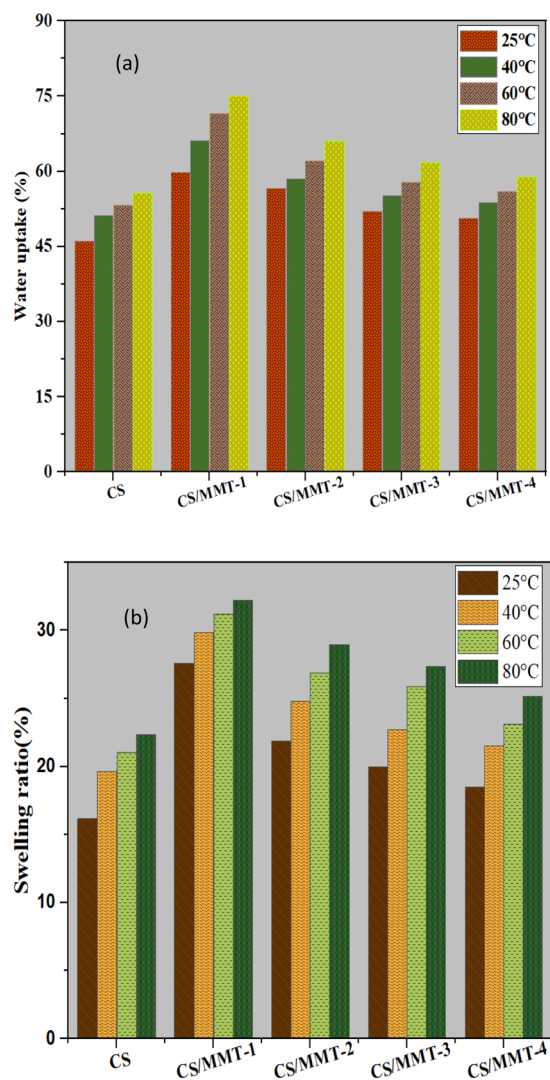 90
75
60
45
30
15
0
Water uptake (%)
(a)
25°C
40°C
60°C
80°C
CS
CS/MMT-1
CS/MMT-2
CS/MMT-3
CS/MMT-4
30
20
10
0
Swelling ratio(%)
(b)
25°C
40°C
60°C
80°C
CS
CS/MMT-1
CS/MMT-2
CS/MMT-3
CS/MMT-4